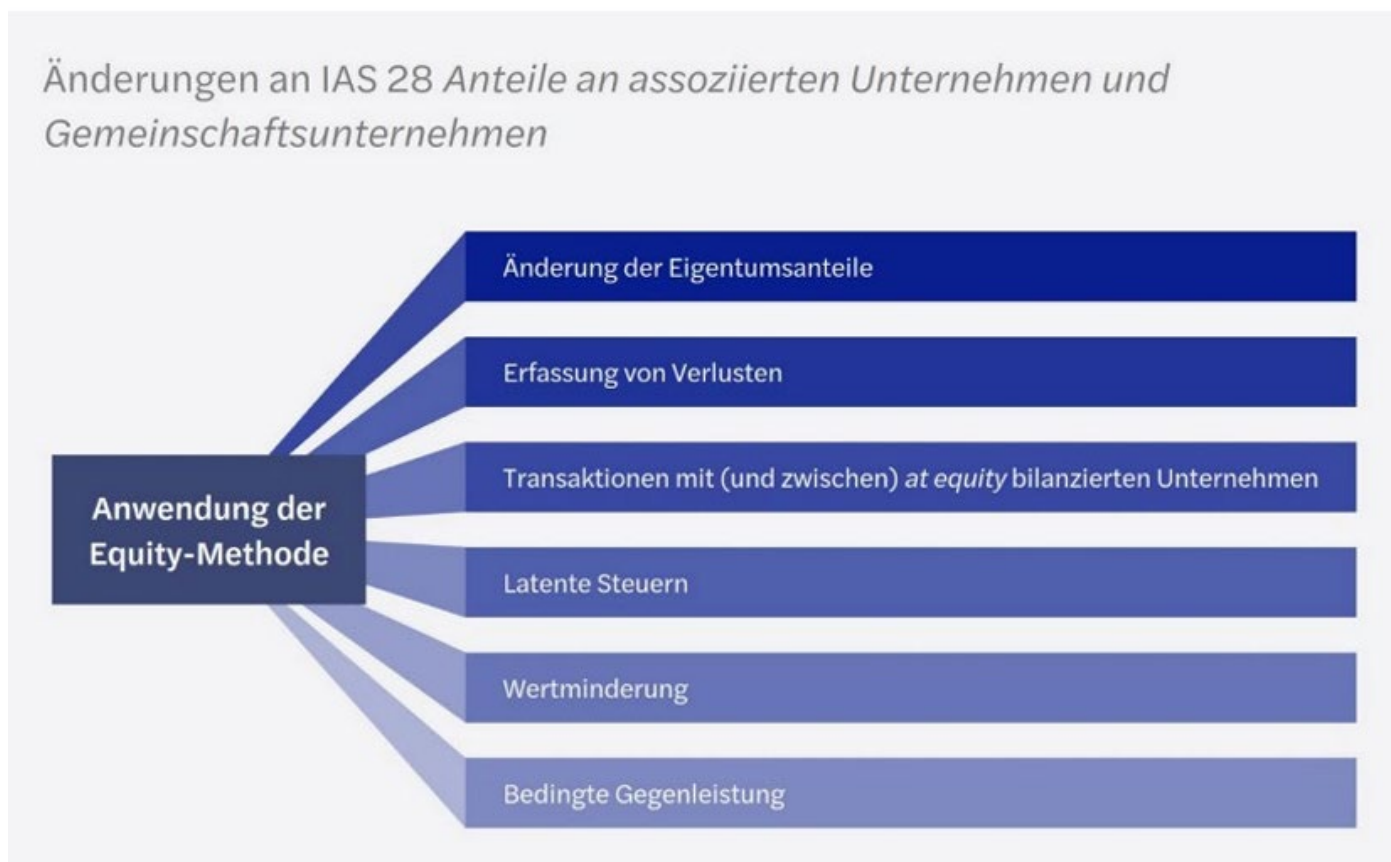 Änderungen an IAS 28 Anteile an assoziierten Unternehmen und
Gemeinschaftsunternehmen
Anwendung der
Equity-Methode
Änderung der Eigentumsanteile
Erfassung von Verlusten
Transaktionen mit (und zwischen) at equity bilanzierten Unternehmen
Latente Steuern
Wertminderung
Bedingte Gegenleistung